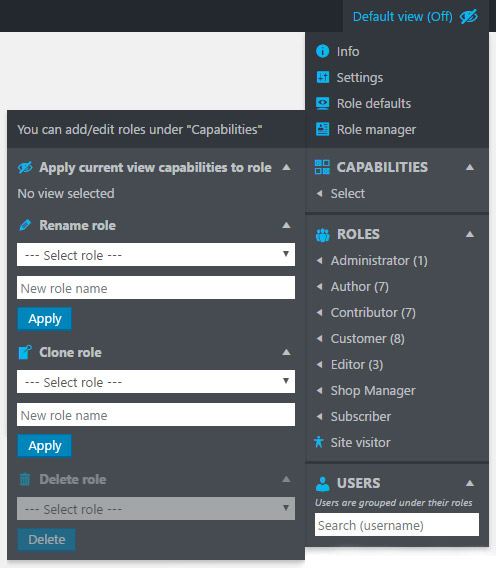 Default view (Off)
Info
Settings
Role defaults
Role manager
CAPABILITIES
Select
ROLES
Administrator (1)
Author (7)
Contributor (7)
Customer (8)
Editor (3)
Shop Manager
Subscriber
Site visitor
USERS
Users are grouped under their roles
Search (username)
You can add/edit roles under "Capabilities"
Apply current view capabilities to role
No view selected
Rename role
--- Select role ---
New role name
Apply
Clone role
--- Select role ---
New role name
Apply
Delete role
--- Select role ---
Delete